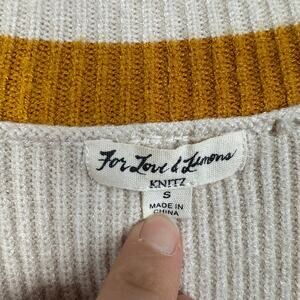 For Love & Lemons
KNITZ
S
MADE IN
CHINA